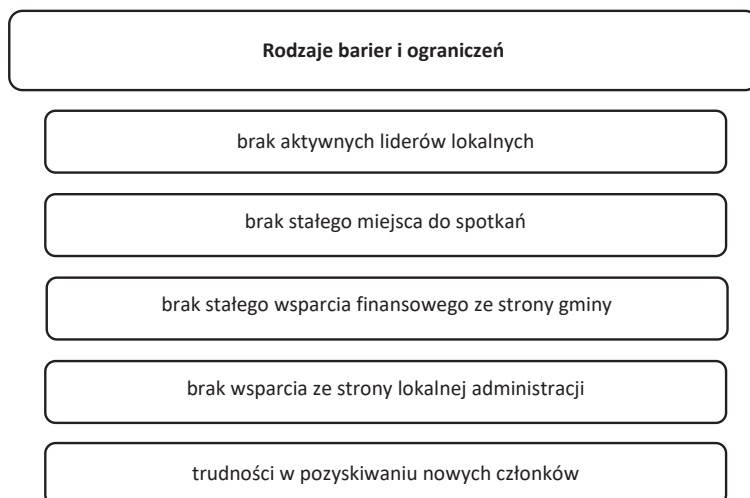 Rodzaje barier i ograniczeń
brak aktywnych liderów lokalnych
brak stałego miejsca do spotkań
brak stałego wsparcia finansowego ze strony gminy
brak wsparcia ze strony lokalnej administracji
trudności w pozyskiwaniu nowych członków